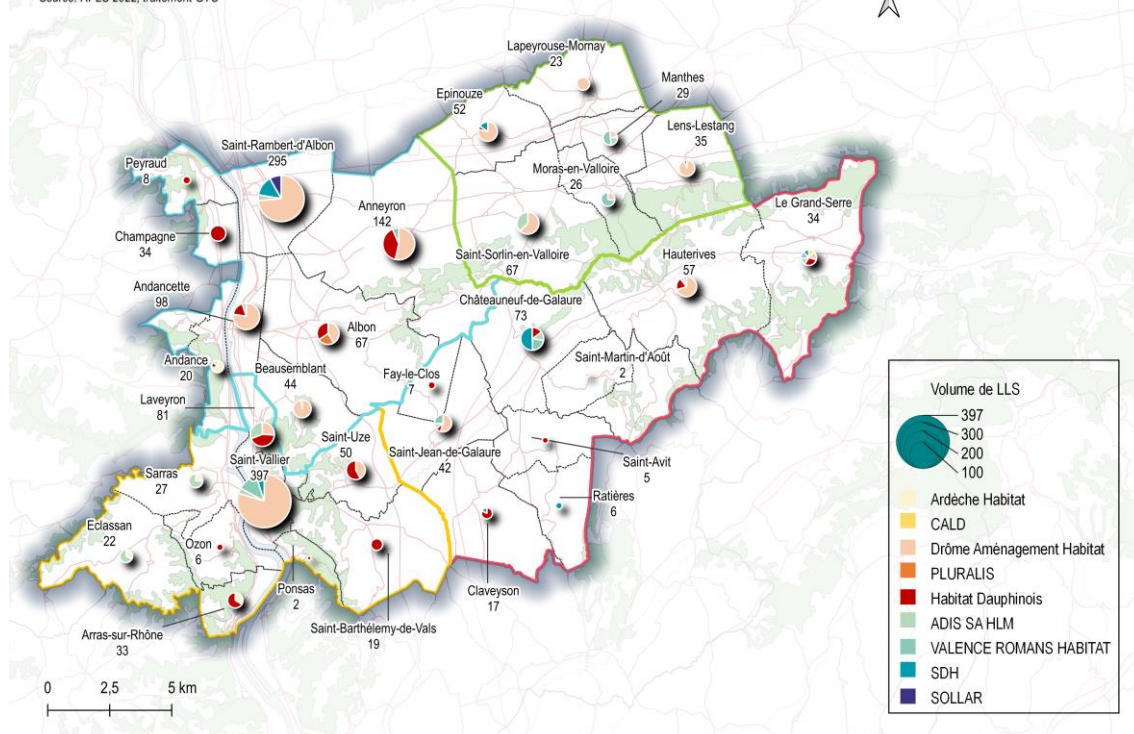 Lapeyrouse-Mornay
23
Manthes
29
Epinouze
52
Lens-Lestang
35
Saint-Rambert-d'Albon
295
Peyraud
8
Moras-en-Valloire
26
Le Grand-Serre
34
Anneyron
142
Champagne
34
Saint-Sorlin-en-Valloire
67
Hauterives
57
Andancette
98
Châteauneuf-de-Galaure
73
Albon
67
Saint-Martin-d'Août
2
Andance
20
Beausemblant
44
Fay-le-Clos
7
Laveyron
81
Saint-Uze
50
Saint-Jean-de-Galaure
42
Saint-Avit
5
Saint-Vallier
397
Sarras
27
Ratières
6
Eclassan
22
Ozon
6
Ponsas
2
Claveyson
17
Saint-Barthélemy-de-Vals
19
Arras-sur-Rhône
33
0 2,5 5 km
Volume de LLS
397
300
200
100
Ardèche Habitat
CALD
Drôme Aménagement Habitat
PLURALIS
Habitat Dauphinois
ADIS SA HLM
VALENCE ROMANS HABITAT
SDH
SOLLAR